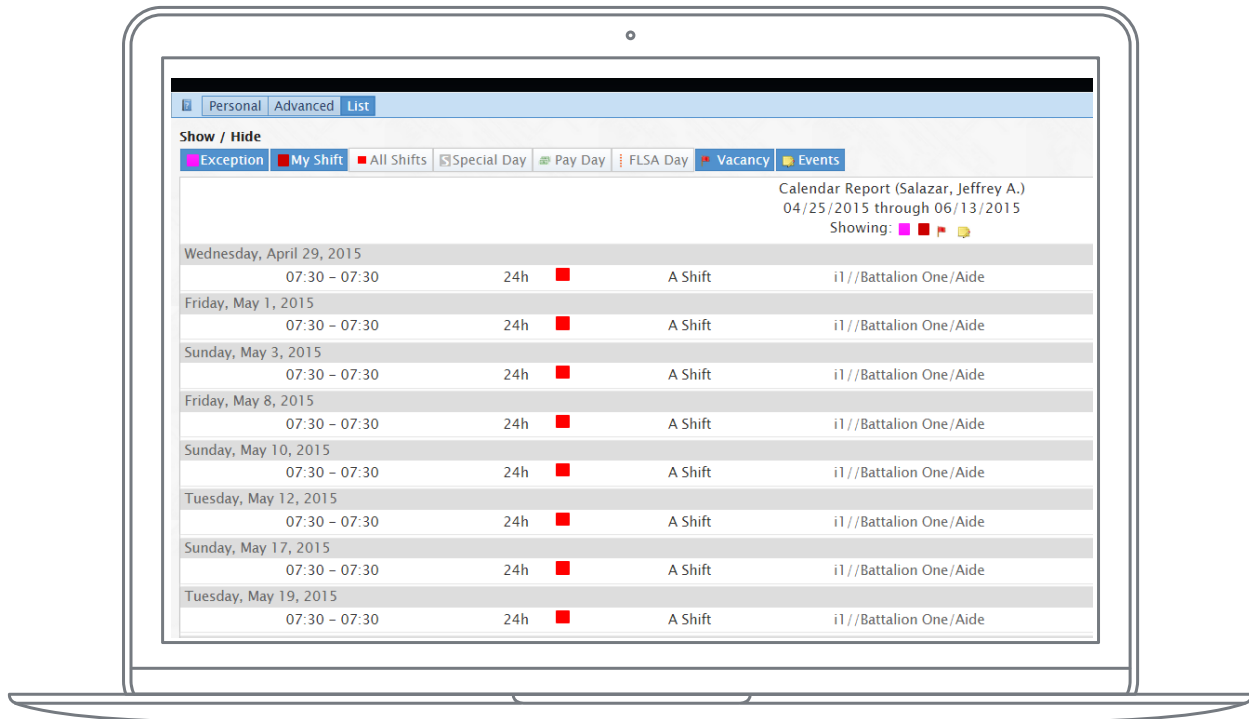 Personal Advanced List
Show / Hide
Exception My Shift All Shifts Special Day Pay Day FLSA Day Vacancy Events
Calendar Report (Salazar, Jeffrey A.)
04/25/2015 through 06/13/2015
Showing:
Wednesday, April 29, 2015
07:30 – 07:30 24h A Shift i1//Battalion One/Aide
Friday, May 1, 2015
07:30 – 07:30 24h A Shift i1//Battalion One/Aide
Sunday, May 3, 2015
07:30 – 07:30 24h A Shift i1//Battalion One/Aide
Friday, May 8, 2015
07:30 – 07:30 24h A Shift i1//Battalion One/Aide
Sunday, May 10, 2015
07:30 – 07:30 24h A Shift i1//Battalion One/Aide
Tuesday, May 12, 2015
07:30 – 07:30 24h A Shift i1//Battalion One/Aide
Sunday, May 17, 2015
07:30 – 07:30 24h A Shift i1//Battalion One/Aide
Tuesday, May 19, 2015
07:30 – 07:30 24h A Shift i1//Battalion One/Aide